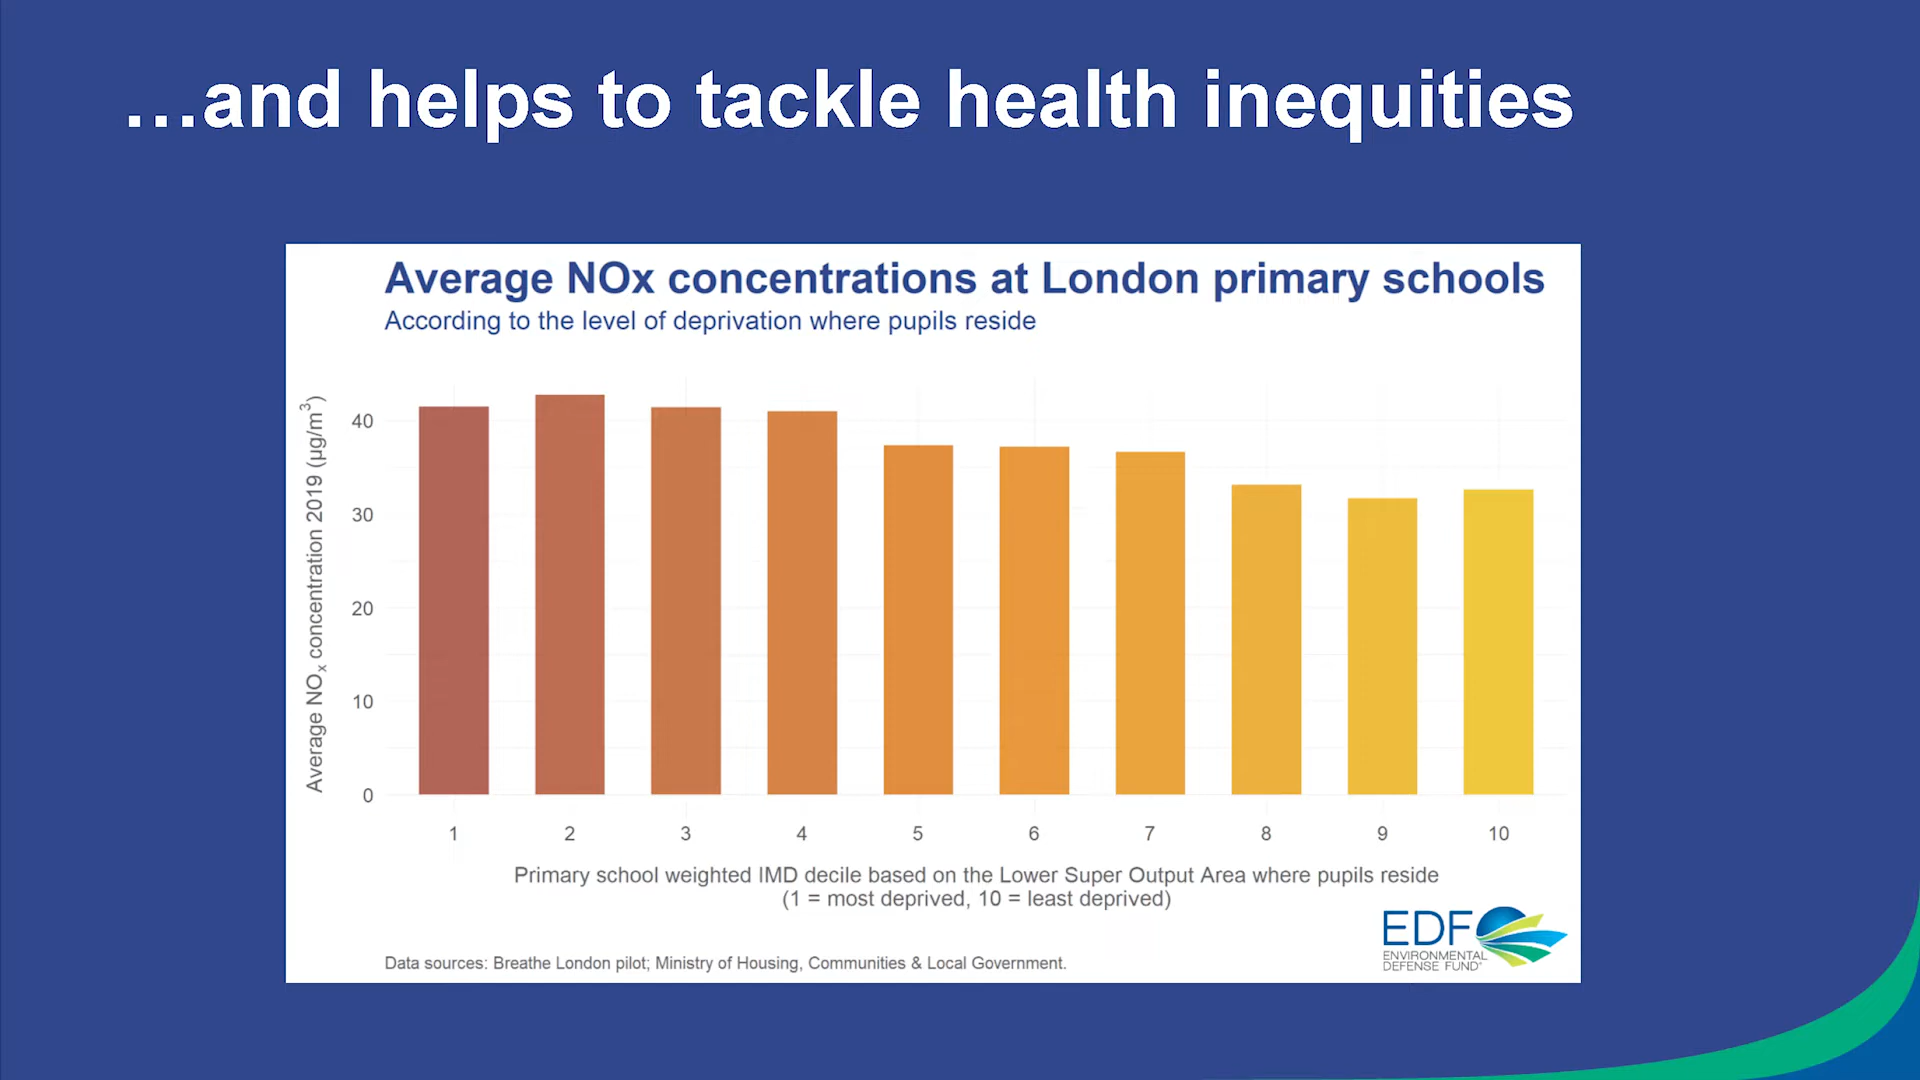 …and helps to tackle health inequities
Average NOx concentrations at London primary schools
According to the level of deprivation where pupils reside
Average NOx concentration 2019 (µg/m³)
40
30
20
10
0
1 2 3 4 5 6 7 8 9 10
Primary school weighted IMD decile based on the Lower Super Output Area where pupils reside
(1 = most deprived, 10 = least deprived)
Data sources: Breathe London pilot; Ministry of Housing, Communities & Local Government.
EDF
ENVIRONMENTAL
DEFENSE FUND